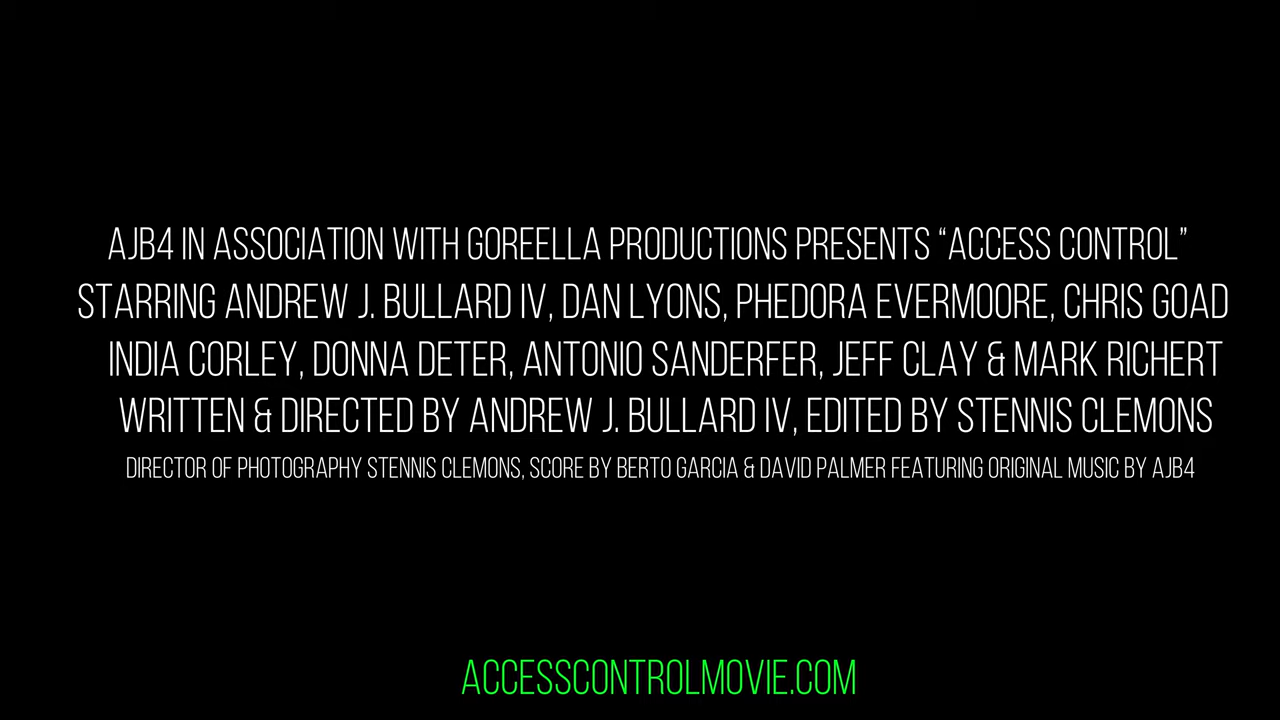 AJB4 IN ASSOCIATION WITH GOREELLA PRODUCTIONS PRESENTS “ACCESS CONTROL”
STARRING ANDREW J. BULLARD IV, DAN LYONS, PHEDORA EVERMOORE, CHRIS GOAD
INDIA CORLEY, DONNA DETER, ANTONIO SANDERFER, JEFF CLAY & MARK RICHERT
WRITTEN & DIRECTED BY ANDREW J. BULLARD IV, EDITED BY STENNIS CLEMONS
DIRECTOR OF PHOTOGRAPHY STENNIS CLEMONS, SCORE BY BERTO GARCIA & DAVID PALMER FEATURING ORIGINAL MUSIC BY AJB4
ACCESSCONTROLMOVIE.COM